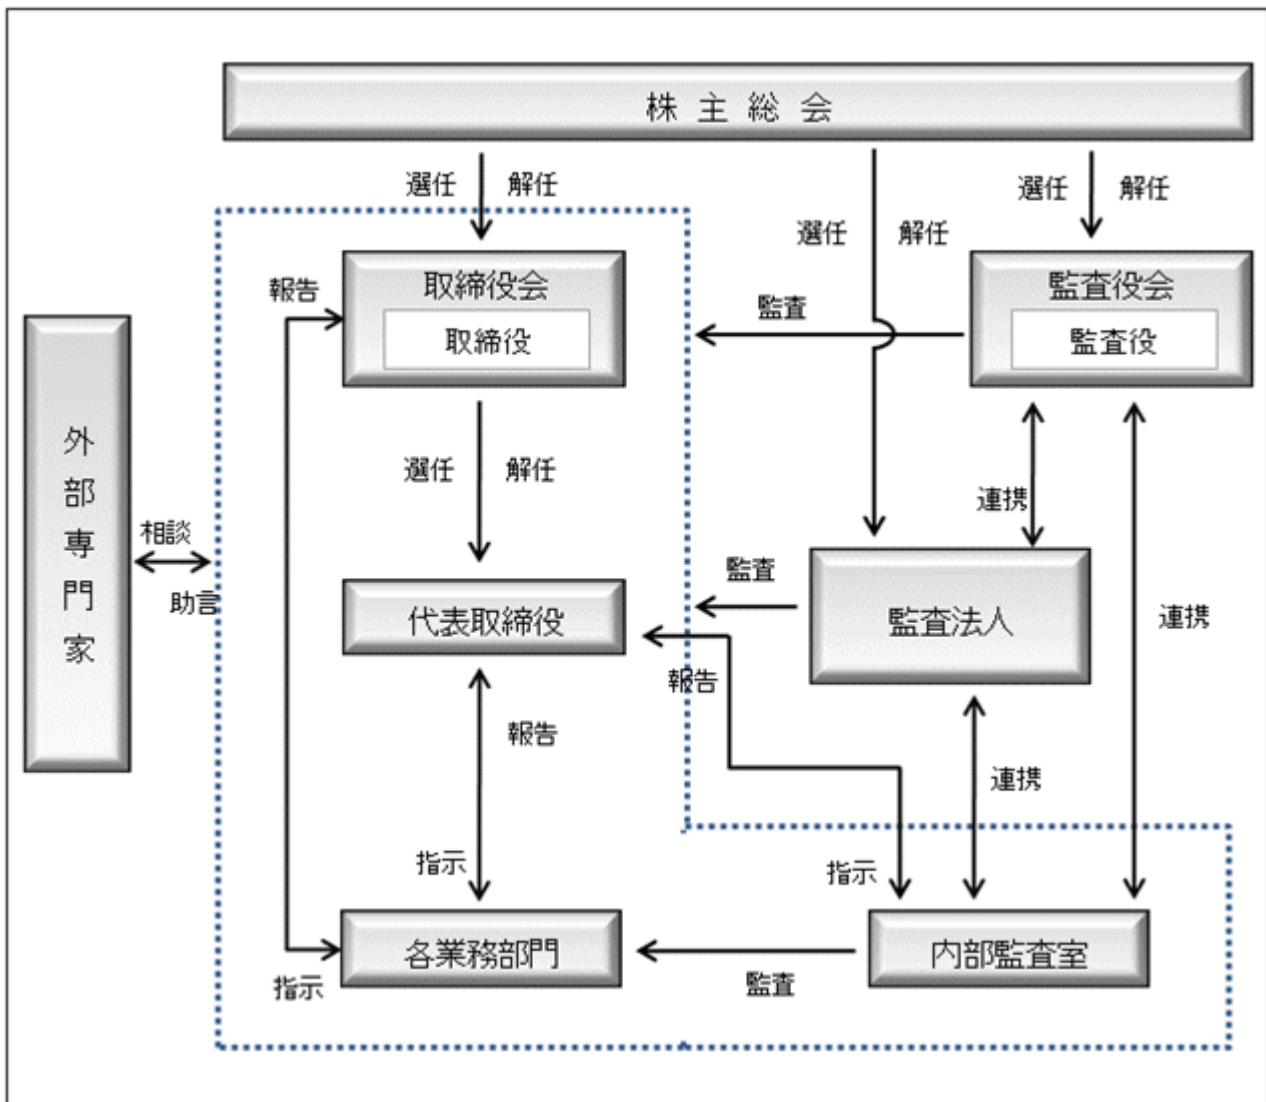 株主総会
選任 解任
選任 解任
選任 解任
取締役会
取締役
監査役会
監査役
報告
監査
外部専門家
相談
助言
選任 解任
連携
監査
代表取締役
監査法人
連携
報告
報告
連携
指示
指示
各業務部門
内部監査室
監査
指示